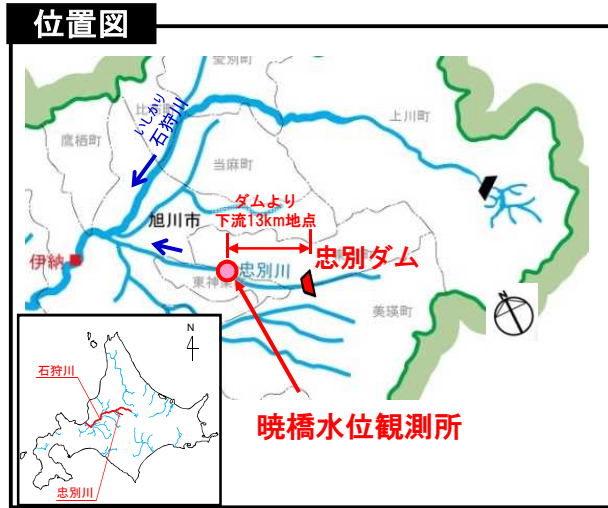 位置図
愛別町
比布町
上川町
いしかり
石狩川
鷹栖町
当麻町
ダムより
下流13km地点
旭川市
伊納
忠別川
忠別ダム
美瑛町
暁橋水位観測所
N
石狩川
忠別川